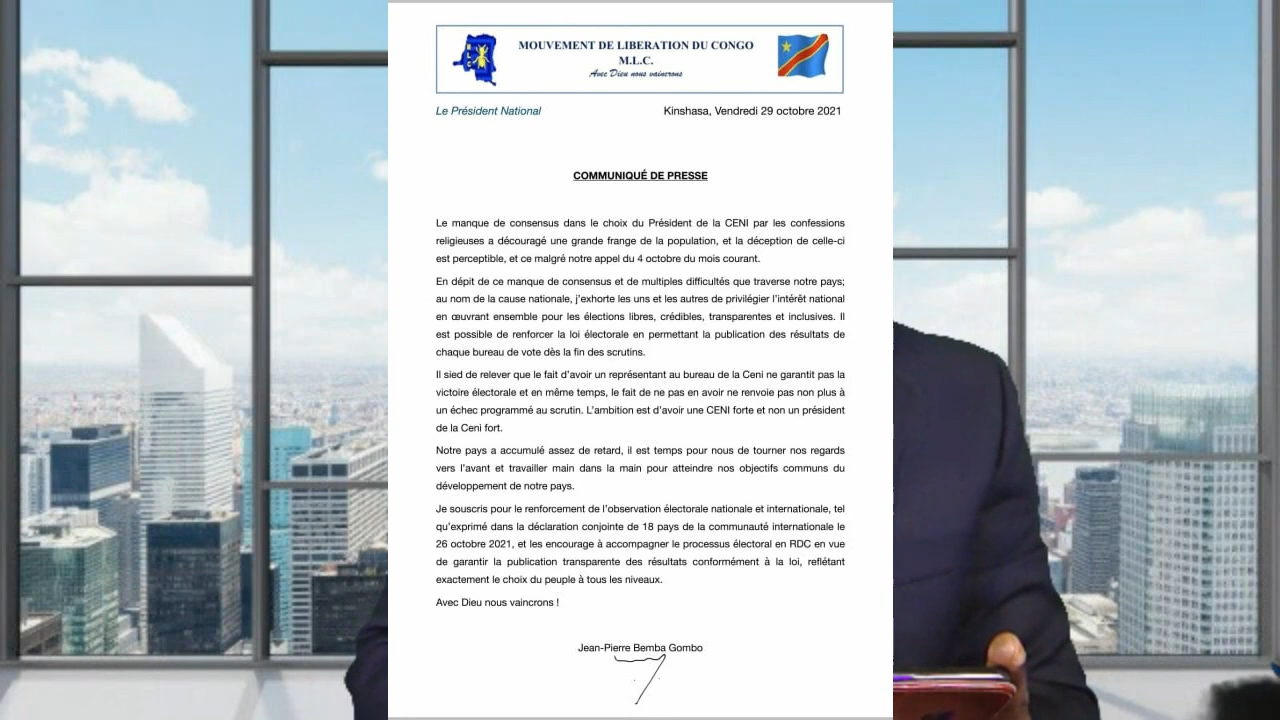 MOUVEMENT DE LIBERATION DU CONGO
M.L.C.
Avec Dieu nous vaincrons
Le Président National
Kinshasa, Vendredi 29 octobre 2021
COMMUNIQUÉ DE PRESSE
Le manque de consensus dans le choix du Président de la CENI par les confessions
religieuses a découragé une grande frange de la population, et la déception de celle-ci
est perceptible, et ce malgré notre appel du 4 octobre du mois courant.
En dépit de ce manque de consensus et de multiples difficultés que traverse notre pays;
au nom de la cause nationale, j'exhorte les uns et les autres de privilégier l'intérêt national
en œuvrant ensemble pour les élections libres, crédibles, transparentes et inclusives. Il
est possible de renforcer la loi électorale en permettant la publication des résultats de
chaque bureau de vote dès la fin des scrutins.
Il sied de relever que le fait d'avoir un représentant au bureau de la Ceni ne garantit pas la
victoire électorale et en même temps, le fait de ne pas en avoir ne renvoie pas non plus à
un échec programmé au scrutin. L'ambition est d'avoir une CENI forte et non un président
de la Ceni fort.
Notre pays a accumulé assez de retard, il est temps pour nous de tourner nos regards
vers l'avant et travailler main dans la main pour atteindre nos objectifs communs du
développement de notre pays.
Je souscris pour le renforcement de l'observation électorale nationale et internationale, tel
qu'exprimé dans la déclaration conjointe de 18 pays de la communauté internationale le
26 octobre 2021, et les encourage à accompagner le processus électoral en RDC en vue
de garantir la publication transparente des résultats conformément à la loi, reflétant
exactement le choix du peuple à tous les niveaux.
Avec Dieu nous vaincrons !
Jean-Pierre Bemba Gombo